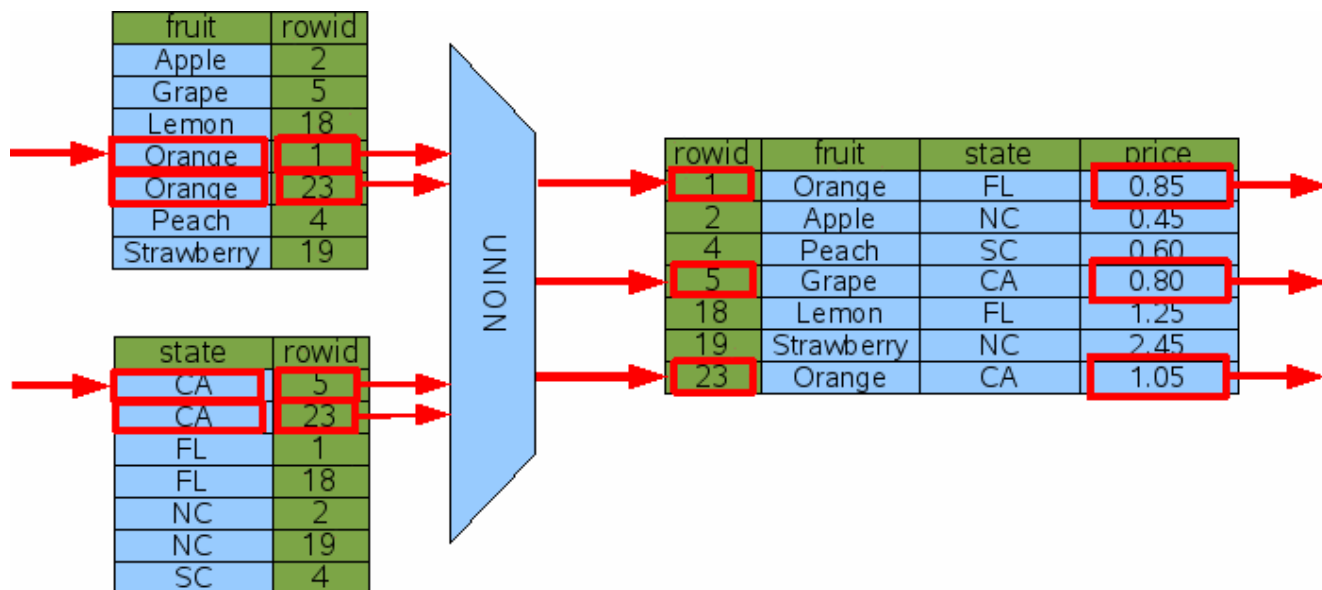 fruit rowid
Apple 2
Grape 5
Lemon 18
Orange 1
Orange 23
Peach 4
Strawberry 19
state rowid
CA 5
CA 23
FL 1
FL 18
NC 2
NC 19
SC 4
UNION
rowid fruit state price
1 Orange FL 0.85
2 Apple NC 0.45
4 Peach SC 0.60
5 Grape CA 0.80
18 Lemon FL 1.25
19 Strawberry NC 2.45
23 Orange CA 1.05